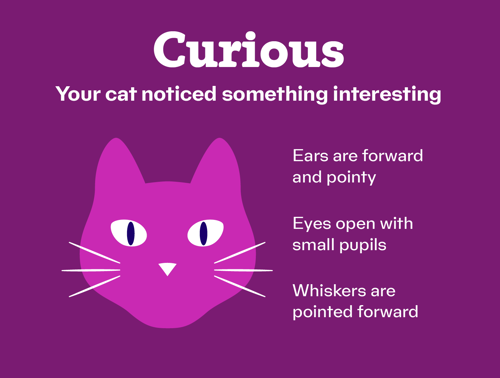 Curious
Your cat noticed something interesting
Ears are forward
and pointy
Eyes open with
small pupils
Whiskers are
pointed forward